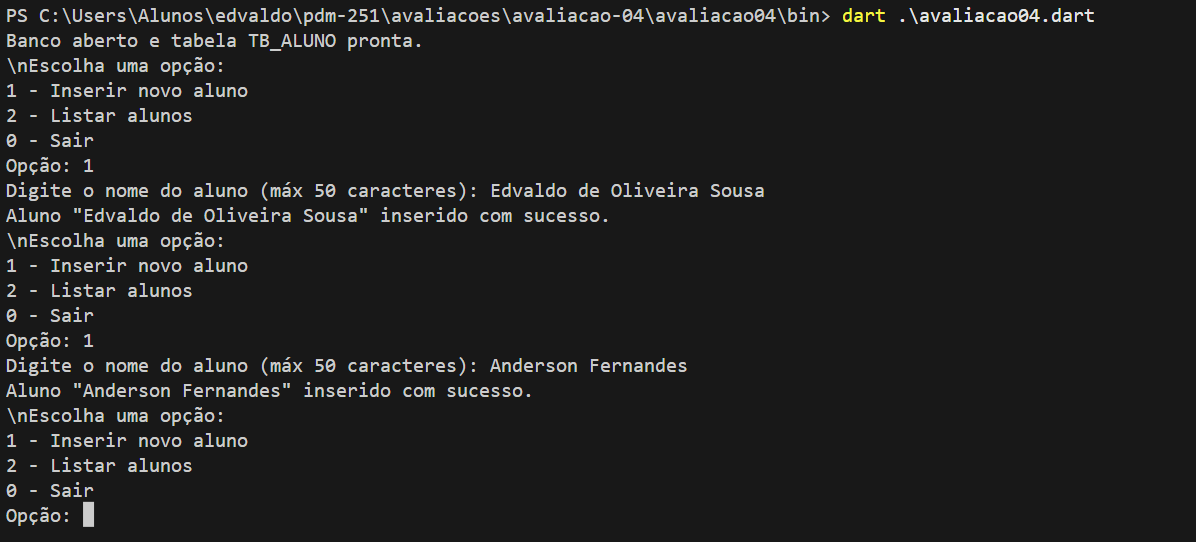 PS C:\Users\Alunos\edvaldo\pdm-251\avaliacoes\avaliacao-04\avaliacao04\bin> dart .\avaliacao04.dart
Banco aberto e tabela TB_ALUNO pronta.
\nEscolha uma opção:
1 - Inserir novo aluno
2 - Listar alunos
0 - Sair
Opção: 1
Digite o nome do aluno (máx 50 caracteres): Edvaldo de Oliveira Sousa
Aluno "Edvaldo de Oliveira Sousa" inserido com sucesso.
\nEscolha uma opção:
1 - Inserir novo aluno
2 - Listar alunos
0 - Sair
Opção: 1
Digite o nome do aluno (máx 50 caracteres): Anderson Fernandes
Aluno "Anderson Fernandes" inserido com sucesso.
\nEscolha uma opção:
1 - Inserir novo aluno
2 - Listar alunos
0 - Sair
Opção: